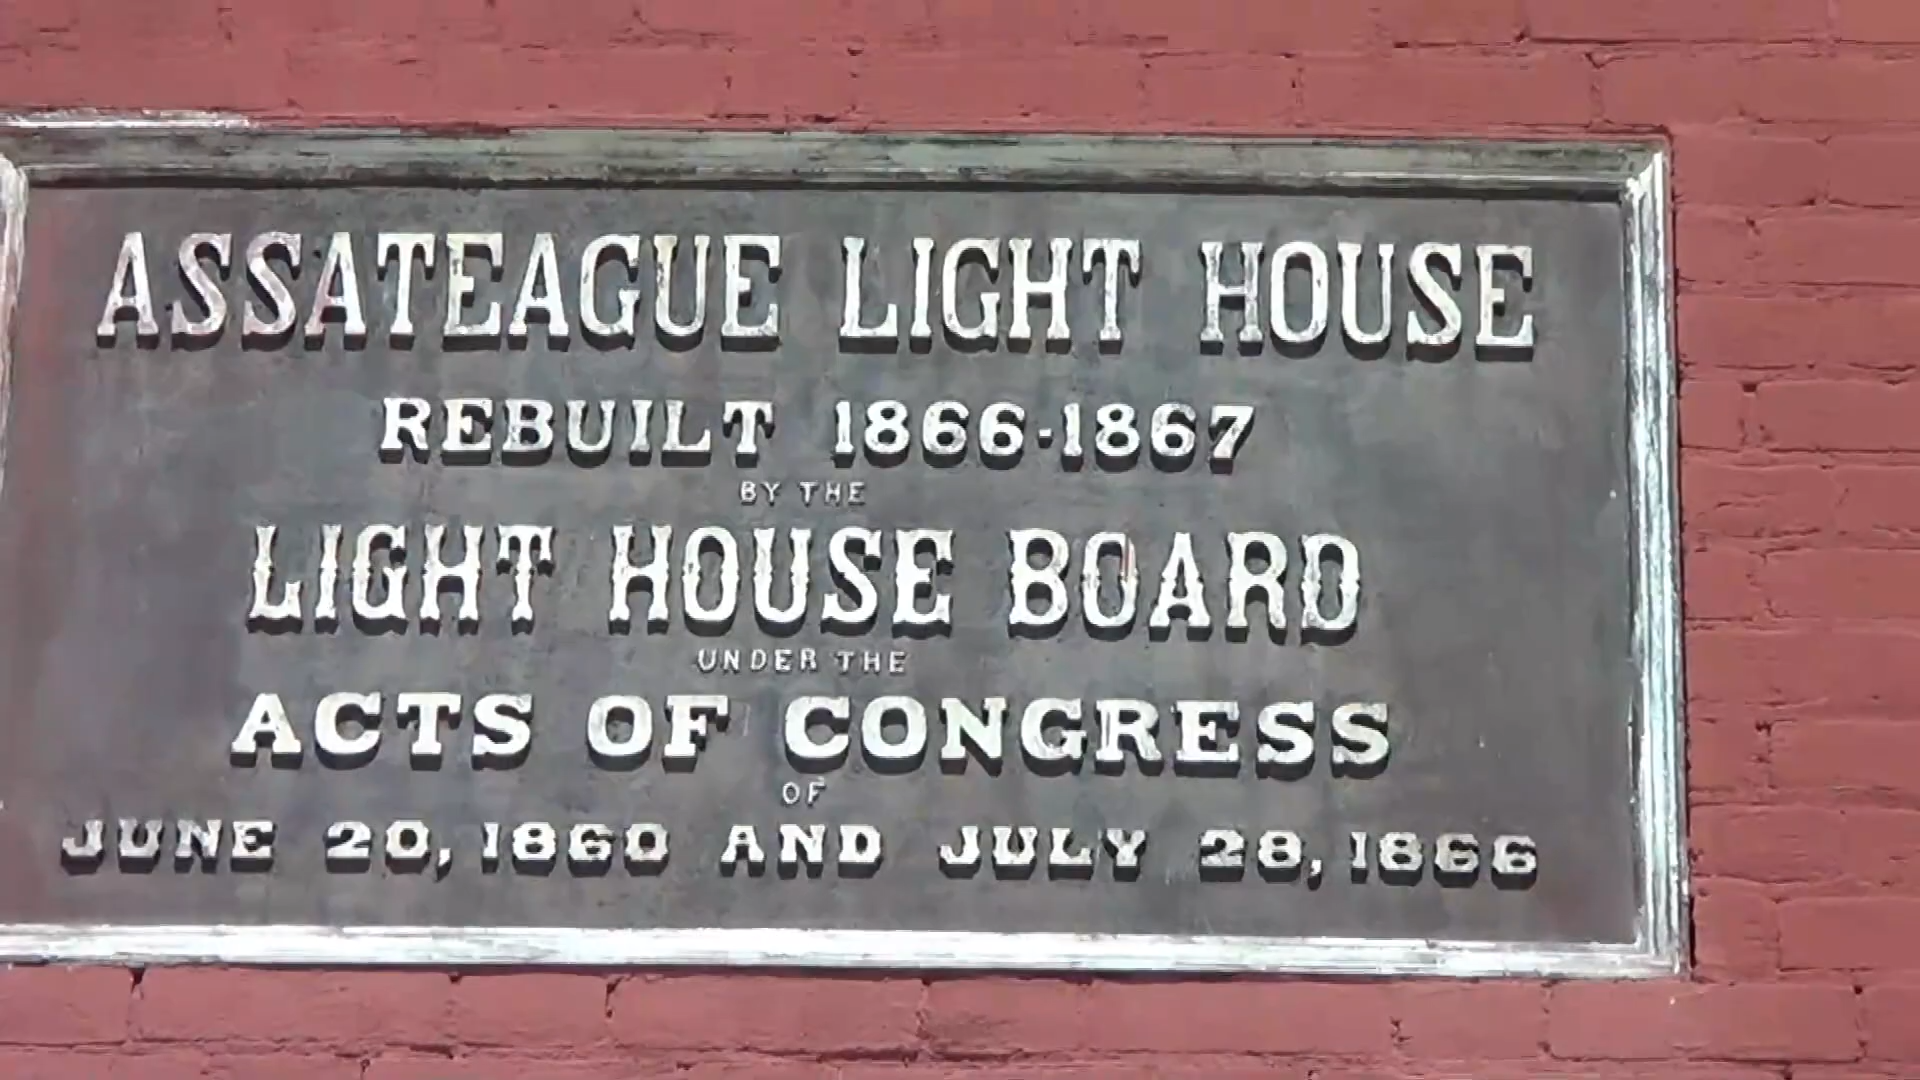 ASSATEAGUE LIGHT HOUSE
REBUILT 1866-1867
BY THE
LIGHT HOUSE BOARD
UNDER THE
ACTS OF CONGRESS
OF
JUNE 20, 1860 AND JULY 28, 1866